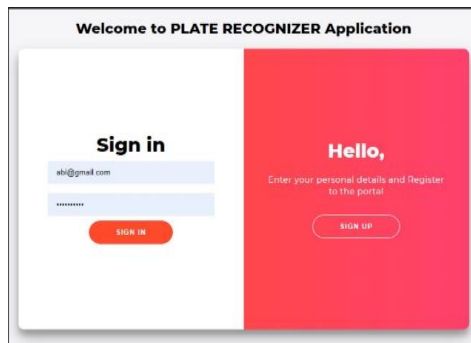 Welcome to PLATE RECOGNIZER Application
Sign in
abi@gmail.com
••••••••••
SIGN IN
Hello,
Enter your personal details and Register
to the portal
SIGN UP